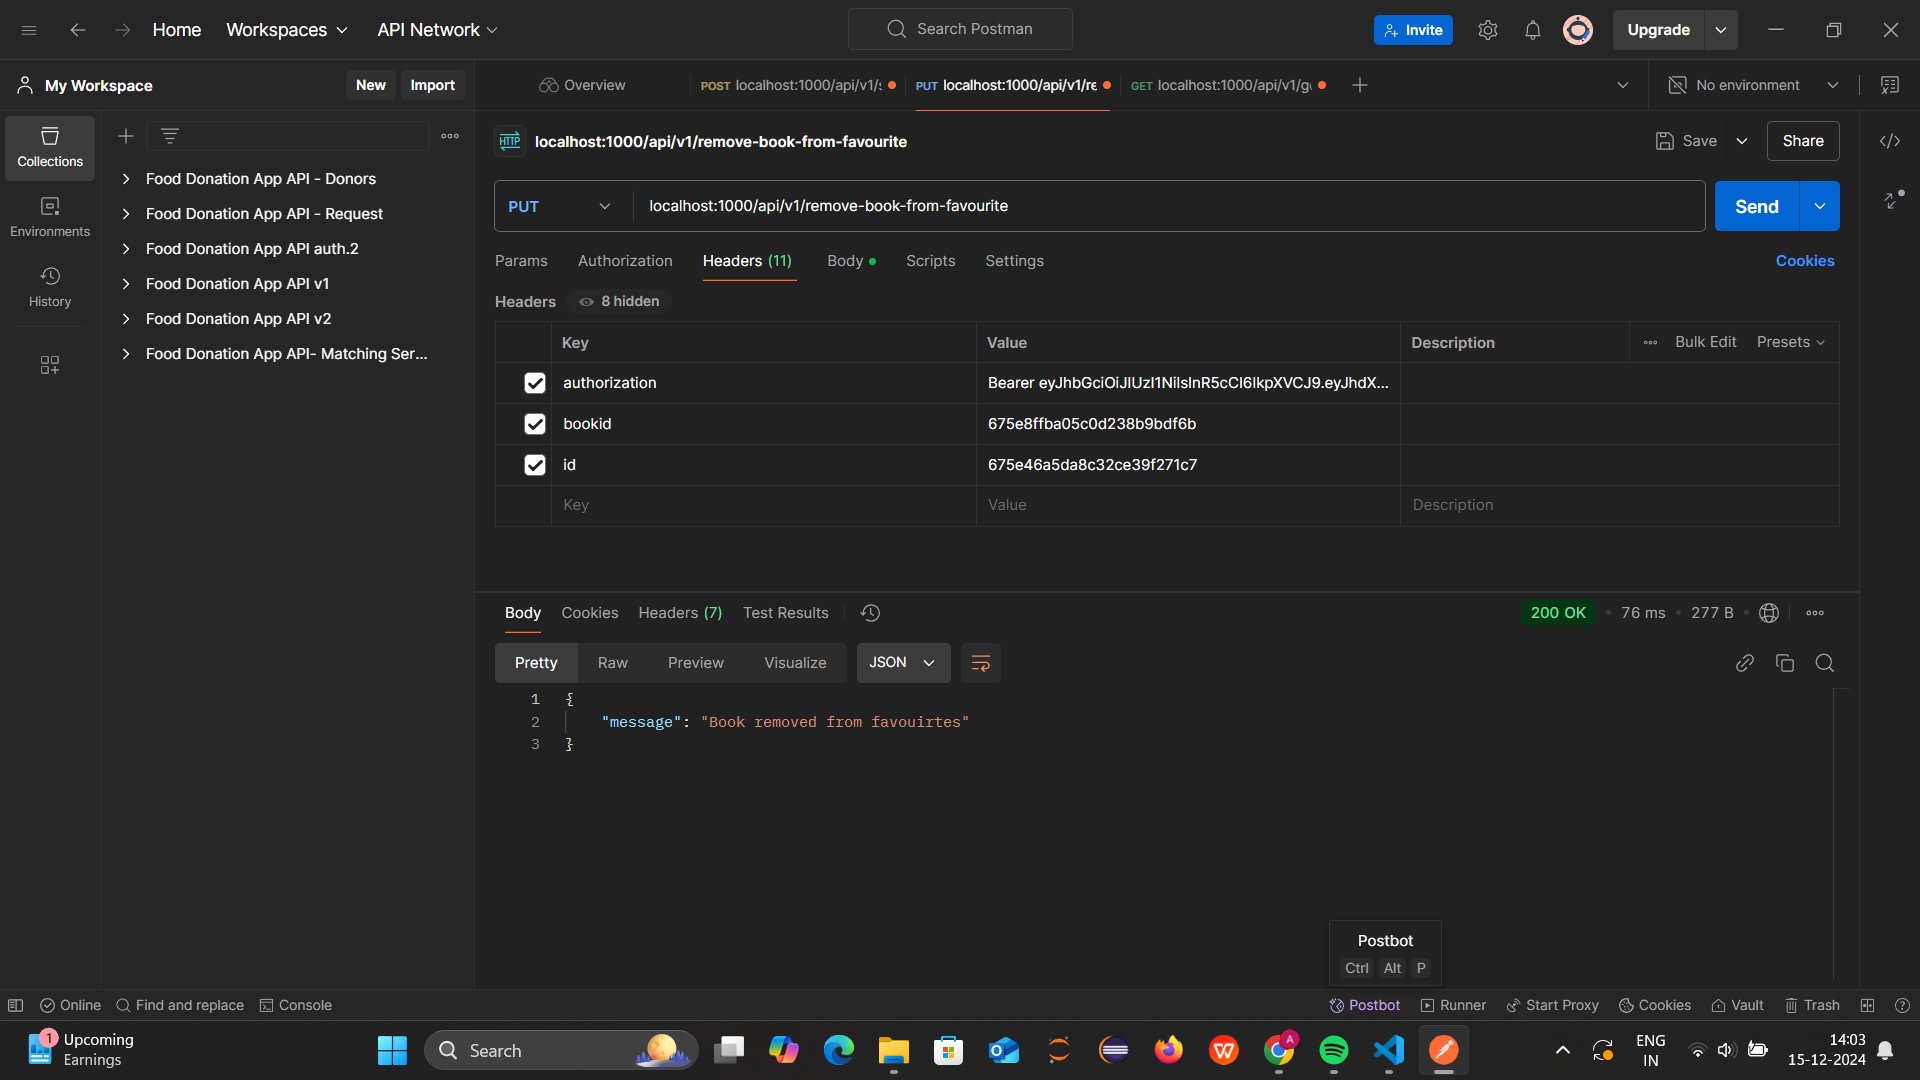 Home Workspaces API Network Search Postman Invite Upgrade
My Workspace New Import Overview POST localhost:1000/api/v1/ PUT localhost:1000/api/v1/re GET localhost:1000/api/v1/g No environment
Collections
Environments
History
Food Donation App API - Donors
Food Donation App API - Request
Food Donation App API auth.2
Food Donation App API v1
Food Donation App API v2
Food Donation App API- Matching Ser...
HTTP localhost:1000/api/v1/remove-book-from-favourite Save Share
PUT localhost:1000/api/v1/remove-book-from-favourite Send
Params Authorization Headers (11) Body Scripts Settings Cookies
Headers 8 hidden
Key Value Description Bulk Edit Presets
authorization Bearer eyJhbGciOiJIUzI1NiIsInR5cCI6IkpXVCJ9.eyJhdX...
bookid 675e8ffba05c0d238b9bdf6b
id 675e46a5da8c32ce39f271c7
Key Value Description
Body Cookies Headers (7) Test Results 200 OK 76 ms 277 B
Pretty Raw Preview Visualize JSON
1 {
2 "message": "Book removed from favouirtes"
3 }
Postbot
Ctrl Alt P
Online Find and replace Console Postbot Runner Start Proxy Cookies Vault Trash
1 Upcoming
Earnings
Search
A
ENG
IN
14:03
15-12-2024